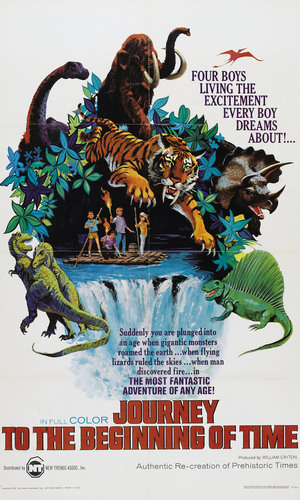 FOUR BOYS
LIVING THE
EXCITEMENT
EVERY BOY
DREAMS
ABOUT!...
Suddenly you are plunged into
an age when gigantic monsters
roamed the earth ...when flying
lizards ruled the skies ...when man
discovered fire...in
THE MOST FANTASTIC
ADVENTURE OF ANY AGE!
IN FULL COLOR
JOURNEY
TO THE BEGINNING OF TIME
PRODUCED BY WILLIAM CAYTON
Distributed by NT NEW TRENDS ASSOC., INC.
Authentic Re-creation of Prehistoric Times